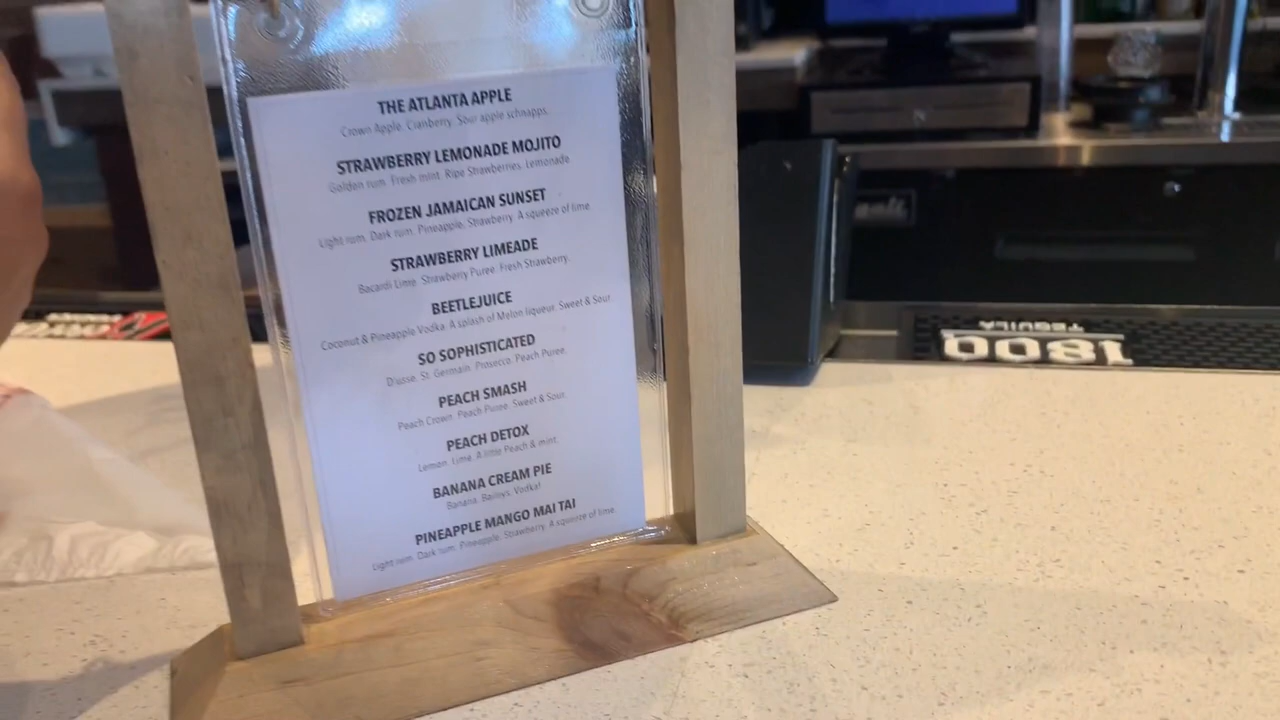 THE ATLANTA APPLE
Crown Apple. Cranberry. Sour apple schnapps.
STRAWBERRY LEMONADE MOJITO
Golden rum. Fresh mint. Ripe Strawberries. Lemonade
FROZEN JAMAICAN SUNSET
Light rum, Dark rum. Pineapple, Strawberry. A squeeze of lime
STRAWBERRY LIMEADE
Bacardi Lime. Strawberry Puree. Fresh Strawberry.
BEETLEJUICE
Coconut & Pineapple Vodka. A splash of Melon liqueur. Sweet & Sour.
SO SOPHISTICATED
D'usse. St. Germain. Prosecco. Peach Puree.
PEACH SMASH
Peach Crown. Peach Puree. Sweet & Sour.
PEACH DETOX
Lemon. Lime. A little Peach & mint.
BANANA CREAM PIE
Banana. Baileys. Vodka!
PINEAPPLE MANGO MAI TAI
Light rum. Dark rum. Pineapple. Strawberry. A squeeze of lime.
1800
TEQUILA